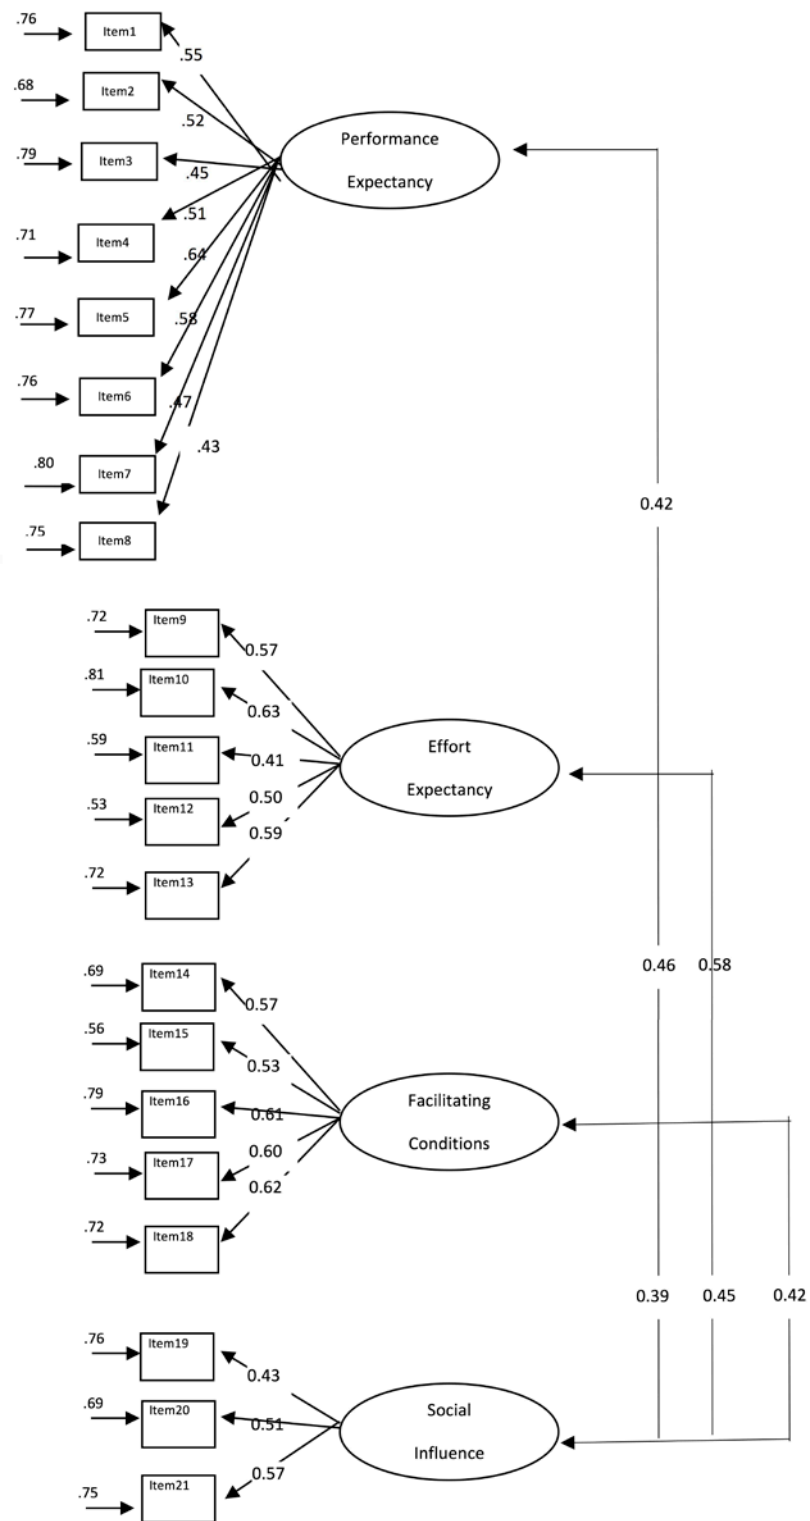 .76
Item1
.55
.68
Item2
.52
Performance
Expectancy
.79
Item3
.45
.51
.71
Item4
.64
.77
Item5
.58
.76
Item6
.47
.43
.80
Item7
0.42
.75
Item8
.72
Item9
0.57
.81
Item10
0.63
.59
Item11
0.41
Effort
Expectancy
.53
Item12
0.50
0.59
.72
Item13
0.46
0.58
.69
Item14
0.57
.56
Item15
0.53
.79
Item16
0.61
Facilitating
Conditions
.73
Item17
0.60
0.62
.72
Item18
0.39
0.45
0.42
.76
Item19
0.43
.69
Item20
0.51
Social
Influence
0.57
.75
Item21